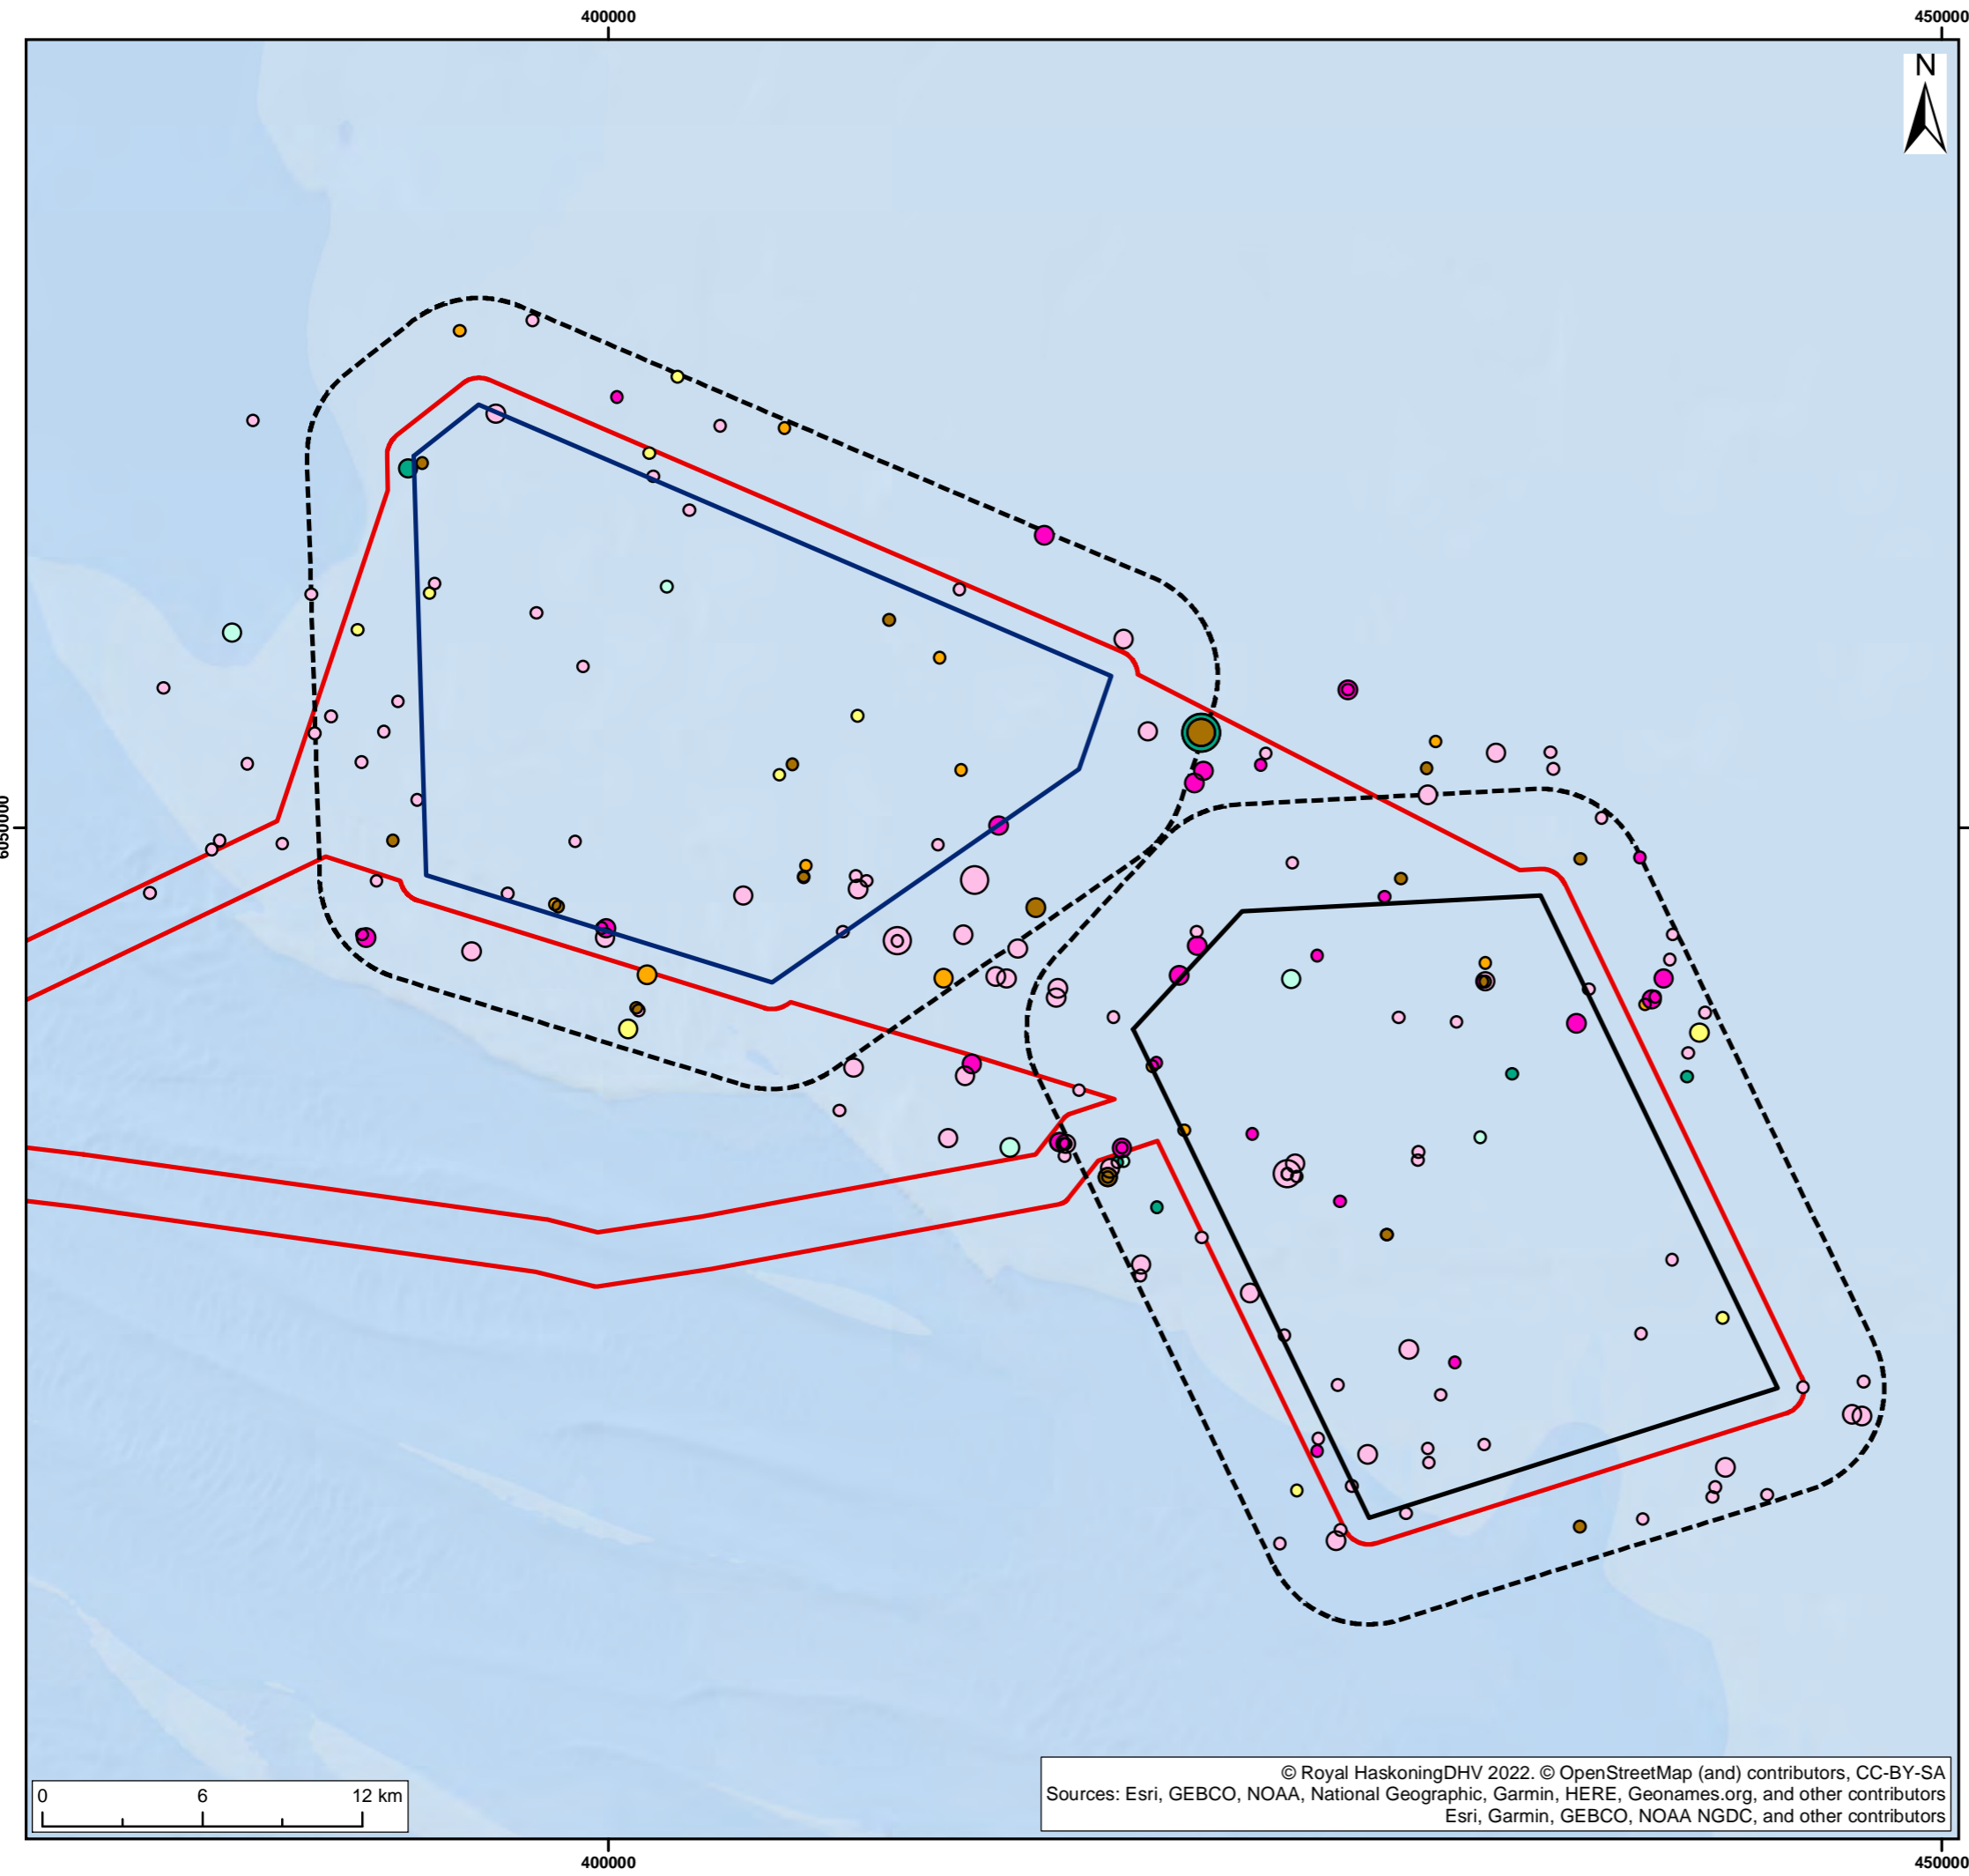 400000
450000
N
6050000
0 6 12 km
© Royal HaskoningDHV 2022. © OpenStreetMap (and) contributors, CC-BY-SA
Sources: Esri, GEBCO, NOAA, National Geographic, Garmin, HERE, Geonames.org, and other contributors
Esri, Garmin, GEBCO, NOAA NGDC, and other contributors
400000
450000